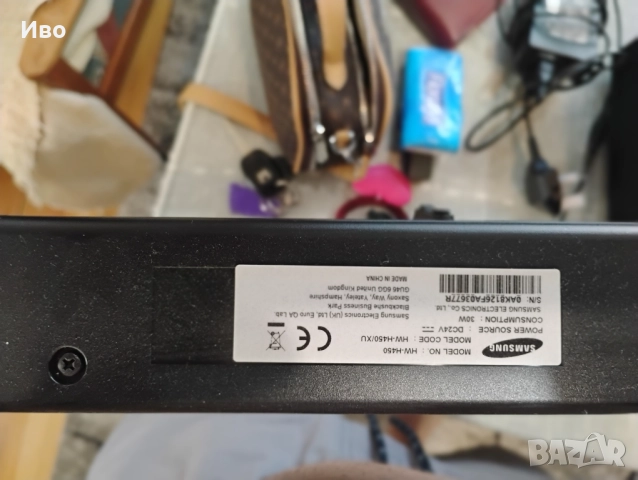 Иво
SAMSUNG
MODEL NO. : HW-H450
MODEL CODE : HW-H450/XU
POWER SOURCE : DC24V
CONSUMPTION : 30W
SAMSUNG ELECTRONICS Co., Ltd.
S/N: 0AK8126FA03677R
CE
Samsung Electronics (UK) Ltd, Euro QA Lab.
Blackbushe Business Park
Saxony Way, Yateley, Hampshire
GU46 6GG United Kingdom
MADE IN CHINA
BAZAR.bg